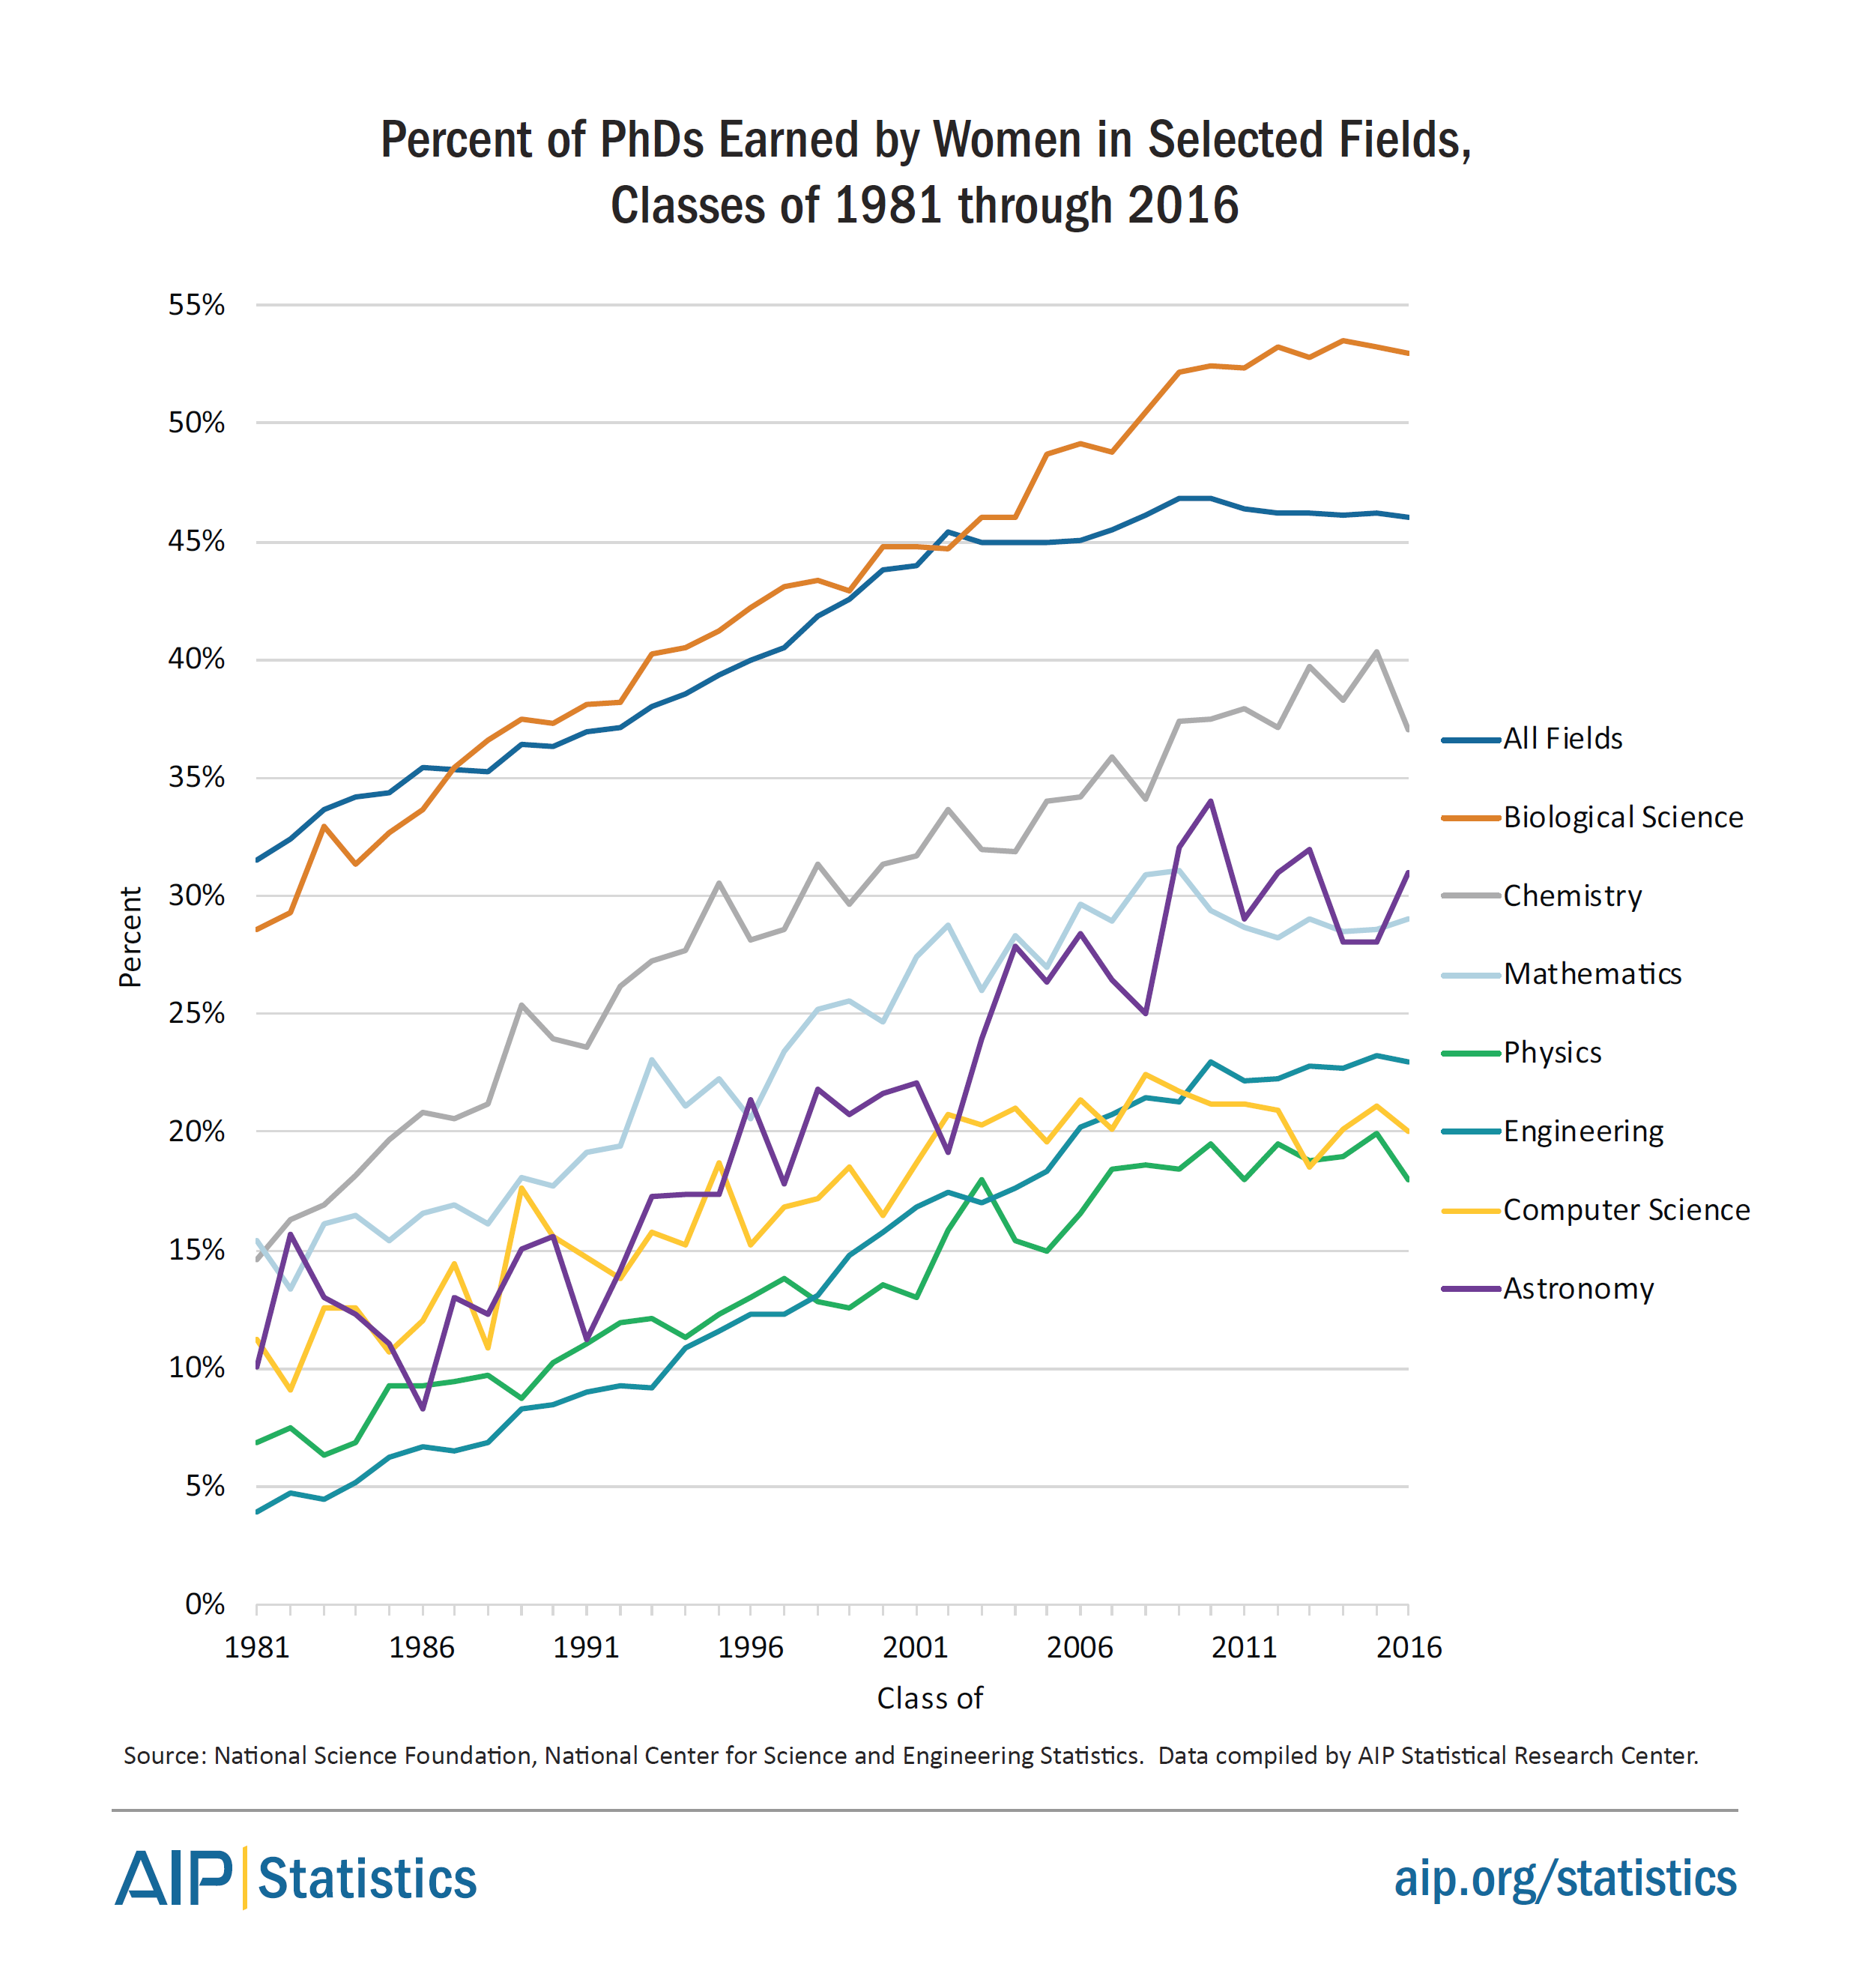 Percent of PhDs Earned by Women in Selected Fields,
Classes of 1981 through 2016
55%
50%
45%
40%
35%
30%
25%
20%
15%
10%
5%
0%
Percent
1981 1986 1991 1996 2001 2006 2011 2016
Class of
All Fields
Biological Science
Chemistry
Mathematics
Physics
Engineering
Computer Science
Astronomy
Source: National Science Foundation, National Center for Science and Engineering Statistics. Data compiled by AIP Statistical Research Center.
AIP Statistics
aip.org/statistics